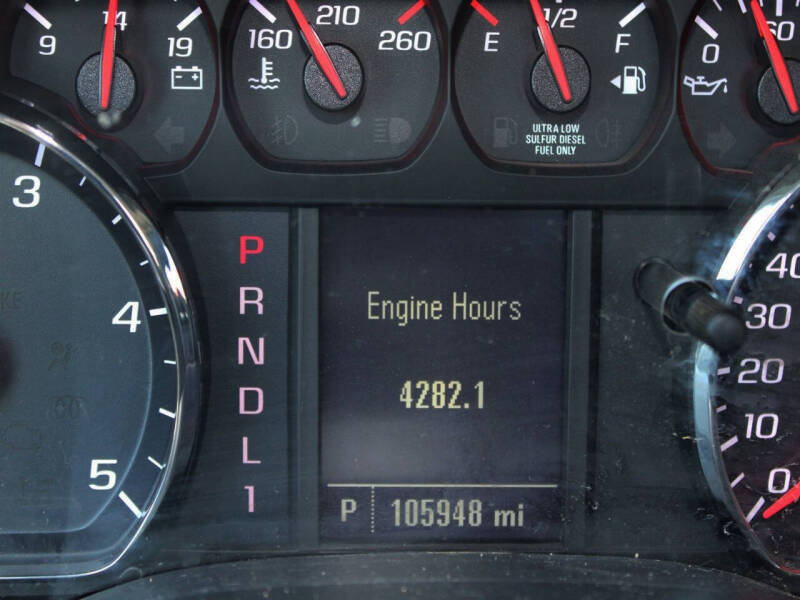 9 14 19
160 210 260
E 1/2 F
0 60
ULTRA LOW
SULFUR DIESEL
FUEL ONLY
3
4
5
P
R
N
D
L
1
Engine Hours
4282.1
P 105948 mi
40
30
20
10
0